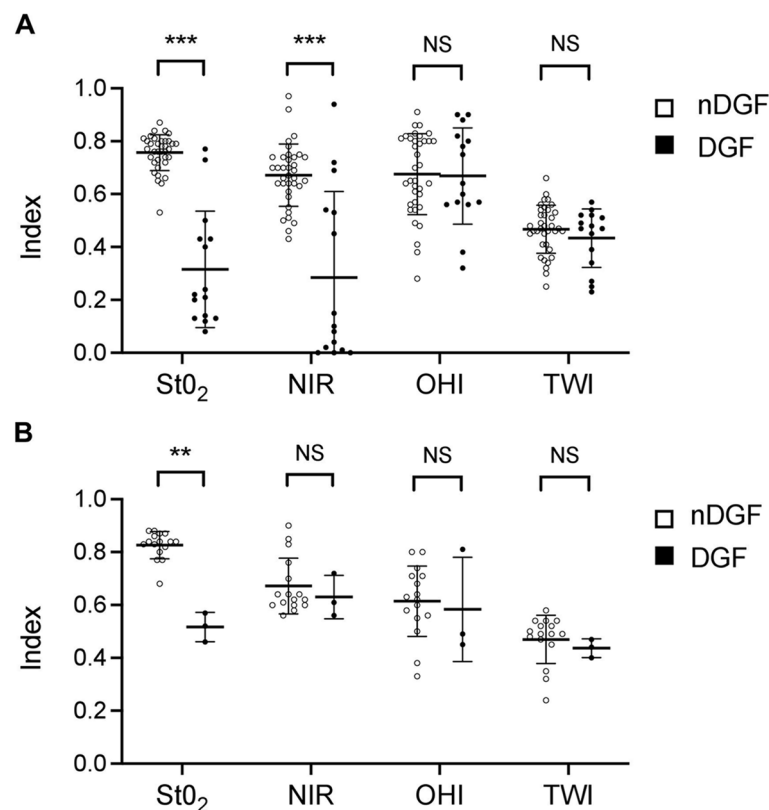 A
*** *** NS NS
1.0
0.8
0.6
0.4
0.2
0.0
Index
St0₂ NIR OHI TWI
nDGF
DGF
B
** NS NS NS
1.0
0.8
0.6
0.4
0.2
0.0
Index
St0₂ NIR OHI TWI
nDGF
DGF